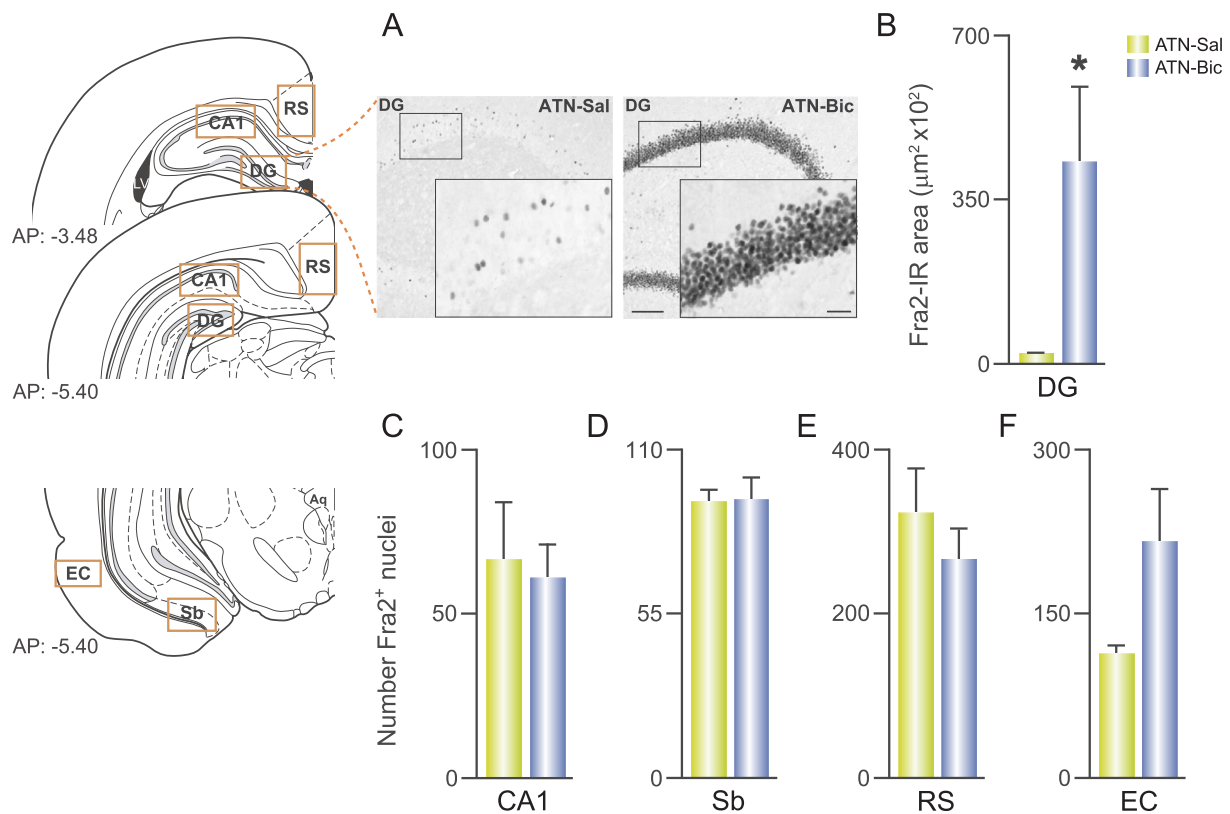 A
B
700
ATN-Sal
ATN-Bic
*
RS
CA1
DG
LV
AP: -3.48
DG
ATN-Sal
DG
ATN-Bic
Fra2-IR area (μm² x10²)
350
0
DG
RS
CA1
DG
AP: -5.40
C
D
E
F
Number Fra2⁺ nuclei
100
50
0
CA1
110
55
0
Sb
400
200
0
RS
300
150
0
EC
Aq
EC
Sb
AP: -5.40